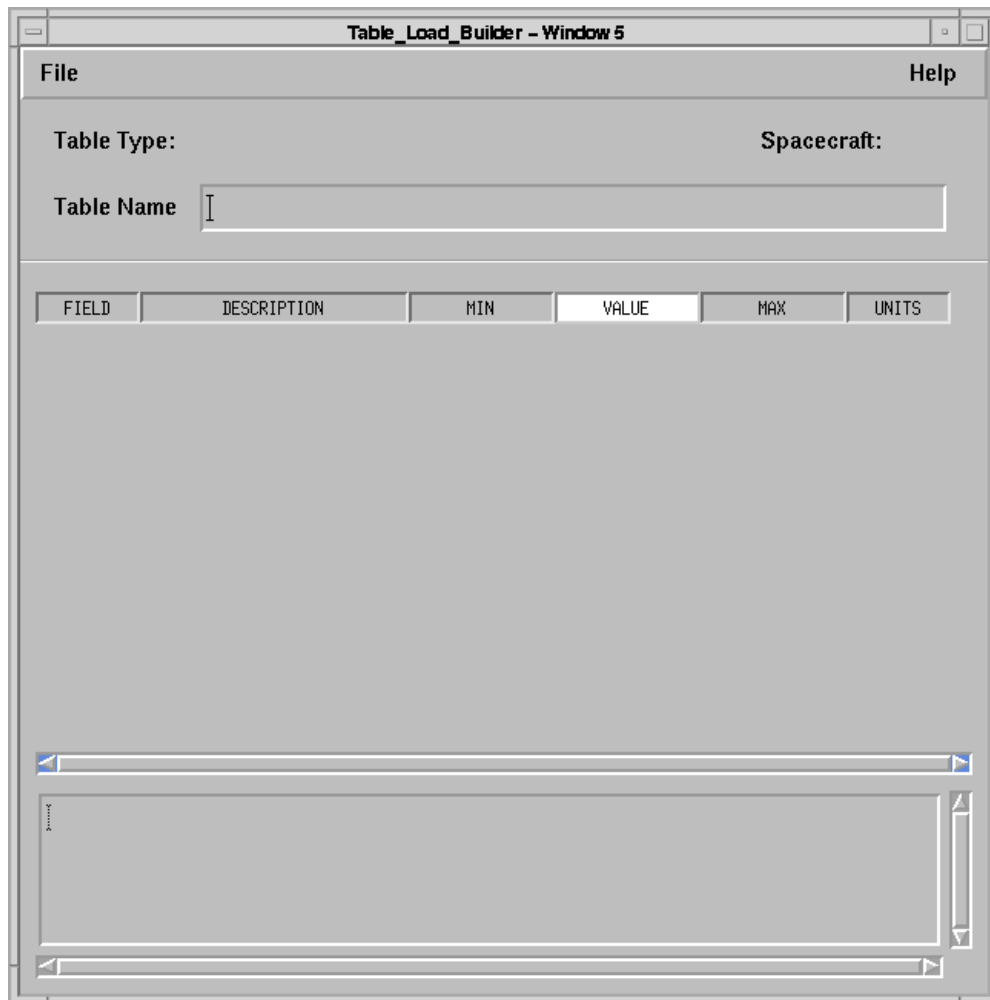 Table_Load_Builder – Window 5
File Help
Table Type: Spacecraft:
Table Name
FIELD DESCRIPTION MIN VALUE MAX UNITS